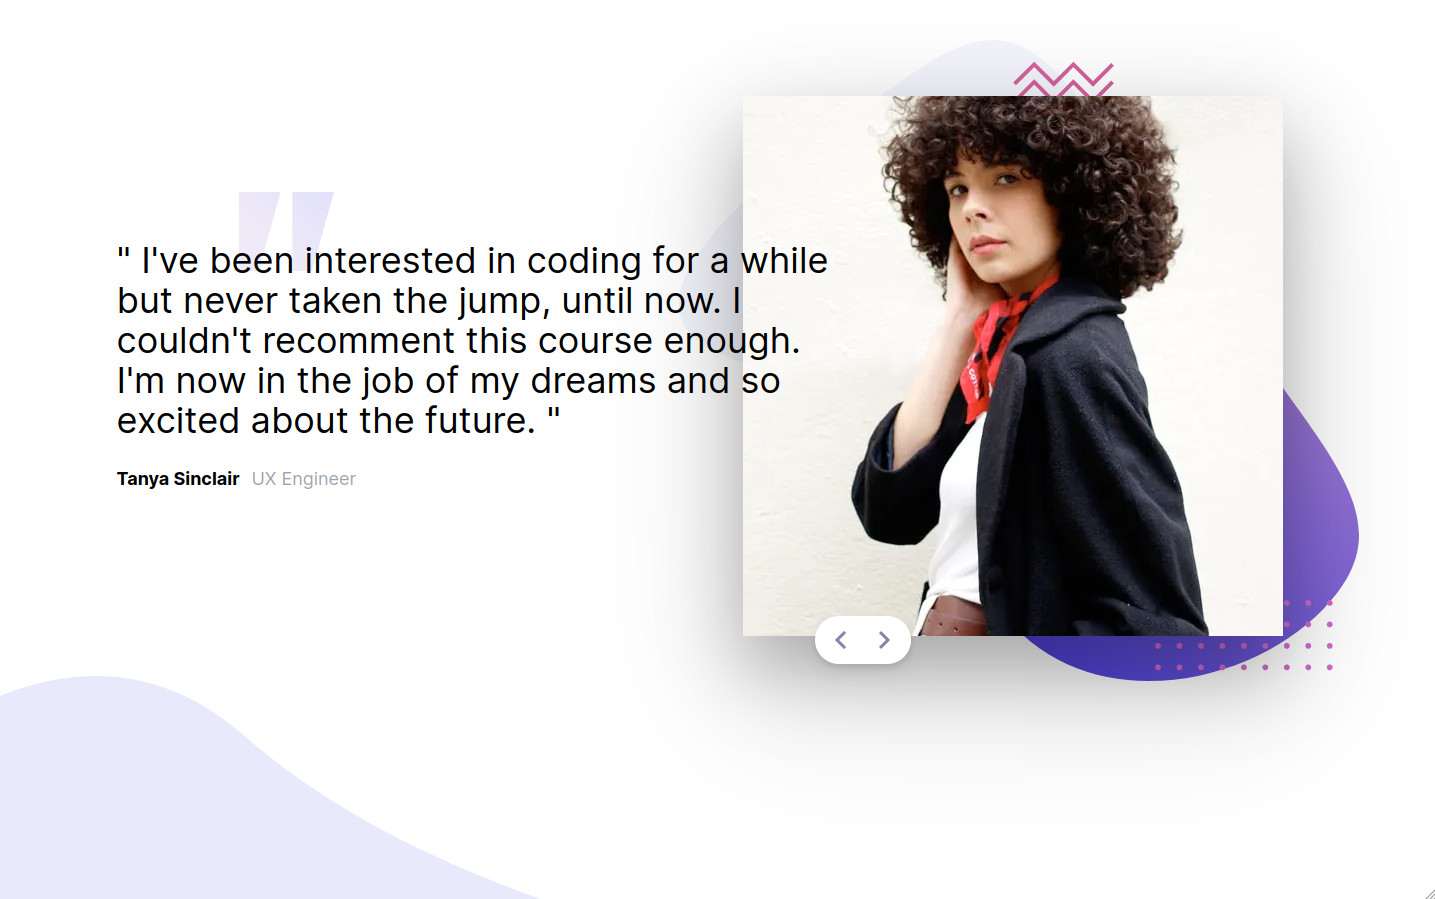 " I've been interested in coding for a while
but never taken the jump, until now. I
couldn't recomment this course enough.
I'm now in the job of my dreams and so
excited about the future. "
Tanya Sinclair UX Engineer